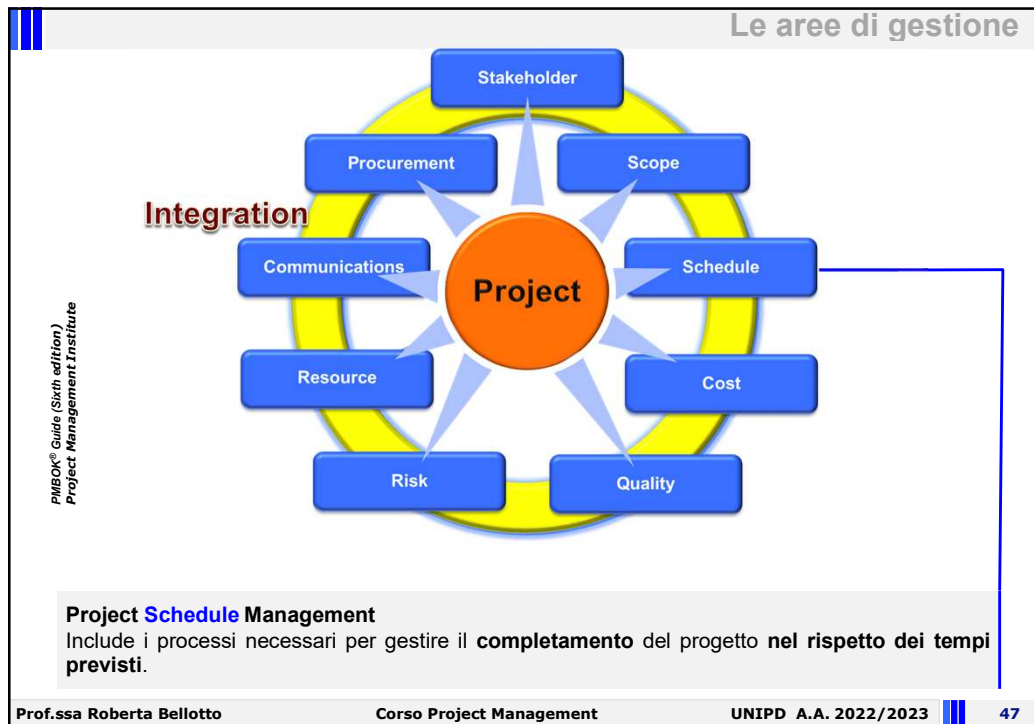 Le aree di gestione
Stakeholder
Procurement
Scope
Integration
Communications
Project
Schedule
Resource
Cost
Risk
Quality
PMBOK® Guide (Sixth edition)
Project Management Institute
Project Schedule Management
Include i processi necessari per gestire il completamento del progetto nel rispetto dei tempi
previsti.
Prof.ssa Roberta Bellotto Corso Project Management UNIPD A.A. 2022/2023 47